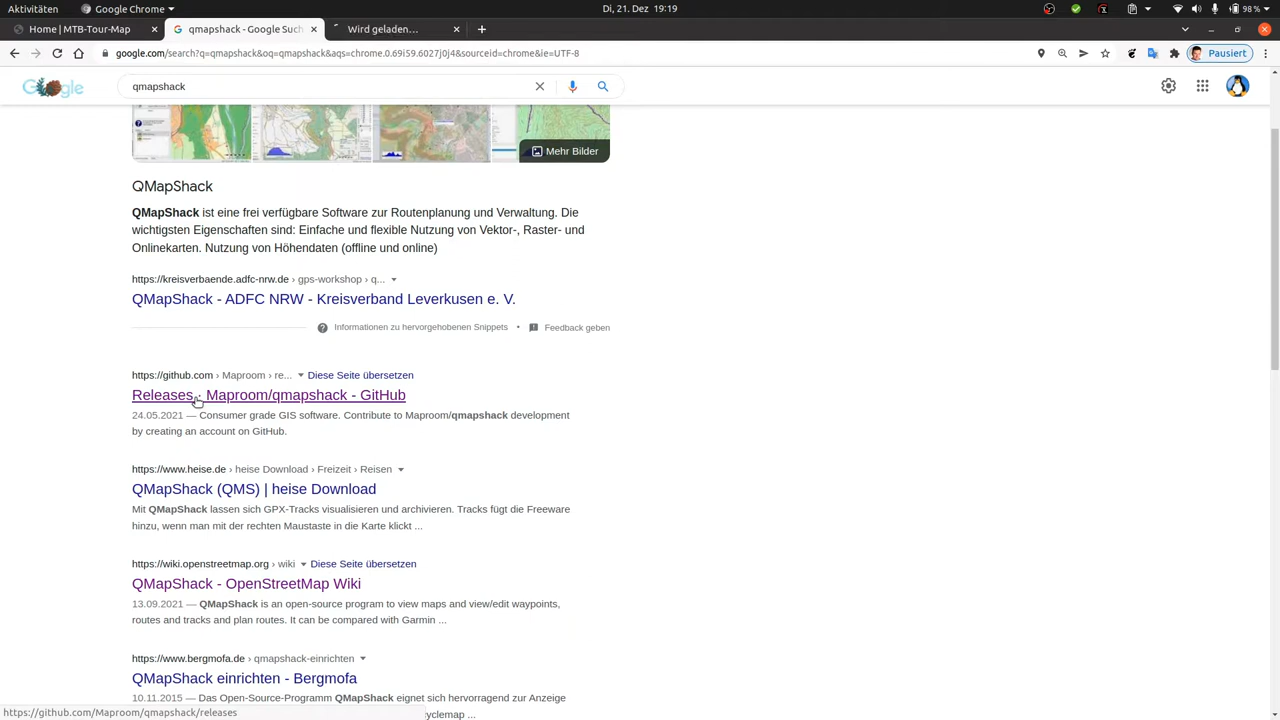 Aktivitäten
Google Chrome
Di, 21. Dez 19:19
98 %
Home | MTB-Tour-Map
qmapshack - Google Such
Wird geladen…
google.com/search?q=qmapshack&oq=qmapshack&aqs=chrome.0.69i59.6027j0j4&sourceid=chrome&ie=UTF-8
Pausiert
Google
qmapshack
Mehr Bilder
QMapShack
QMapShack ist eine frei verfügbare Software zur Routenplanung und Verwaltung. Die
wichtigsten Eigenschaften sind: Einfache und flexible Nutzung von Vektor-, Raster- und
Onlinekarten. Nutzung von Höhendaten (offline und online)
https://kreisverbaende.adfc-nrw.de › gps-workshop › q...
QMapShack - ADFC NRW - Kreisverband Leverkusen e. V.
Informationen zu hervorgehobenen Snippets • Feedback geben
https://github.com › Maproom › re... Diese Seite übersetzen
Releases · Maproom/qmapshack - GitHub
24.05.2021 — Consumer grade GIS software. Contribute to Maproom/qmapshack development
by creating an account on GitHub.
https://www.heise.de › heise Download › Freizeit › Reisen
QMapShack (QMS) | heise Download
Mit QMapShack lassen sich GPX-Tracks visualisieren und archivieren. Tracks fügt die Freeware
hinzu, wenn man mit der rechten Maustaste in die Karte klickt ...
https://wiki.openstreetmap.org › wiki Diese Seite übersetzen
QMapShack - OpenStreetMap Wiki
13.09.2021 — QMapShack is an open-source program to view maps and view/edit waypoints,
routes and tracks and plan routes. It can be compared with Garmin ...
https://www.bergmofa.de › qmapshack-einrichten
QMapShack einrichten - Bergmofa
10.11.2015 — Das Open-Source-Programm QMapShack eignet sich hervorragend zur Anzeige
yclemap ...
https://github.com/Maproom/qmapshack/releases